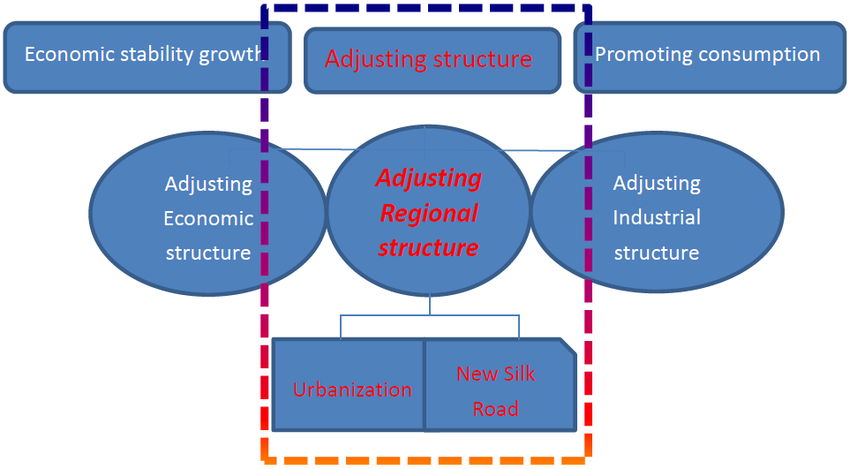 Economic stability growth
Adjusting structure
Promoting consumption
Adjusting
Economic
structure
Adjusting
Regional
structure
Adjusting
Industrial
structure
Urbanization
New Silk
Road